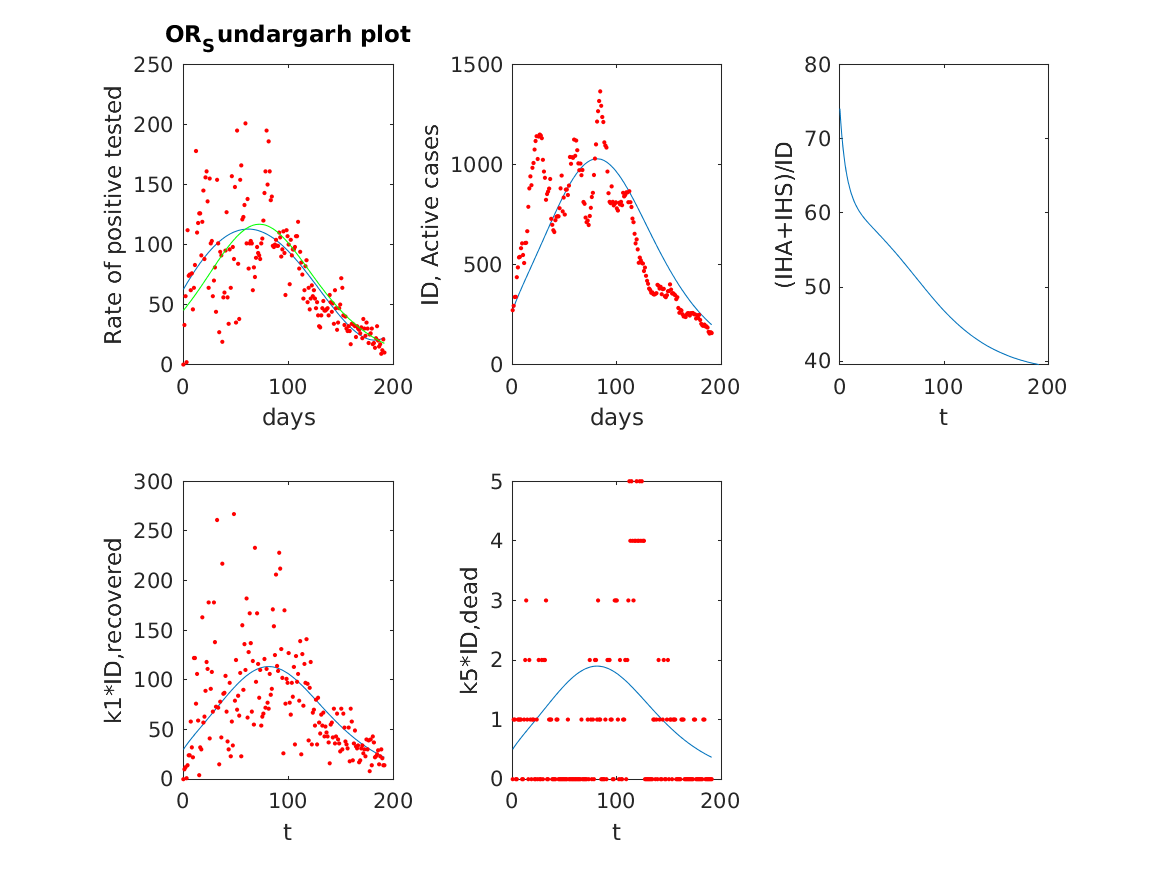 OR_Sundargarh plot
250
200
150
100
50
0
Rate of positive tested
0 100 200
days
1500
1000
500
0
ID, Active cases
0 100 200
days
80
70
60
50
40
(IHA+IHS)/ID
0 100 200
t
300
250
200
150
100
50
0
k1*ID,recovered
0 100 200
t
5
4
3
2
1
0
k5*ID,dead
0 100 200
t